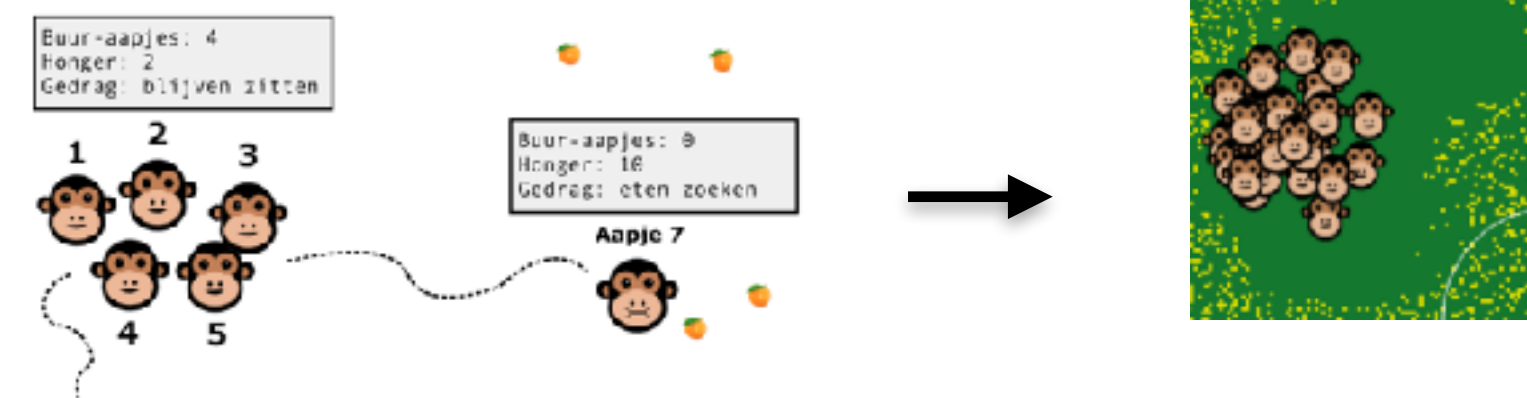 Buur-aapjes: 4
Honger: 2
Gedrag: blijven zitten
1
2
3
4
5
Buur-aapjes: 0
Honger: 10
Gedrag: eten zoeken
Aapje 7